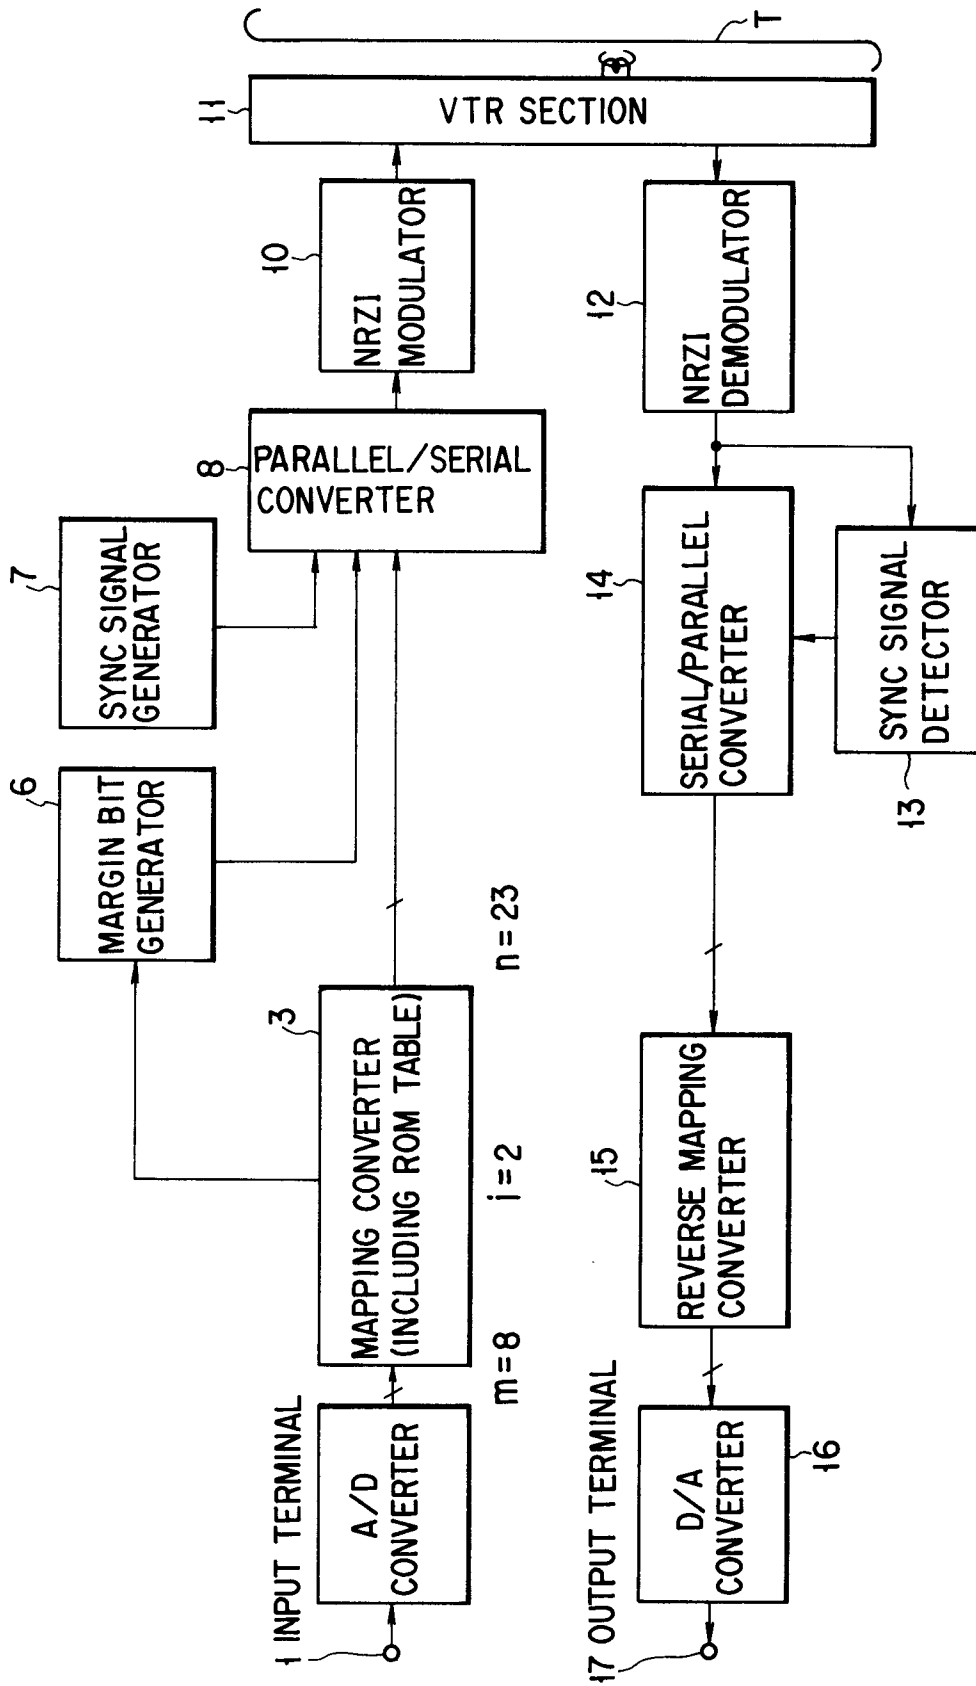 1 INPUT TERMINAL
A/D
CONVERTER
m=8
3
MAPPING CONVERTER
(INCLUDING ROM TABLE)
i=2
n=23
6
MARGIN BIT
GENERATOR
7
SYNC SIGNAL
GENERATOR
8
PARALLEL/SERIAL
CONVERTER
10
NRZI
MODULATOR
11
VTR SECTION
T
12
NRZI
DEMODULATOR
13
SYNC SIGNAL
DETECTOR
14
SERIAL/PARALLEL
CONVERTER
15
REVERSE MAPPING
CONVERTER
16
D/A
CONVERTER
17 OUTPUT TERMINAL